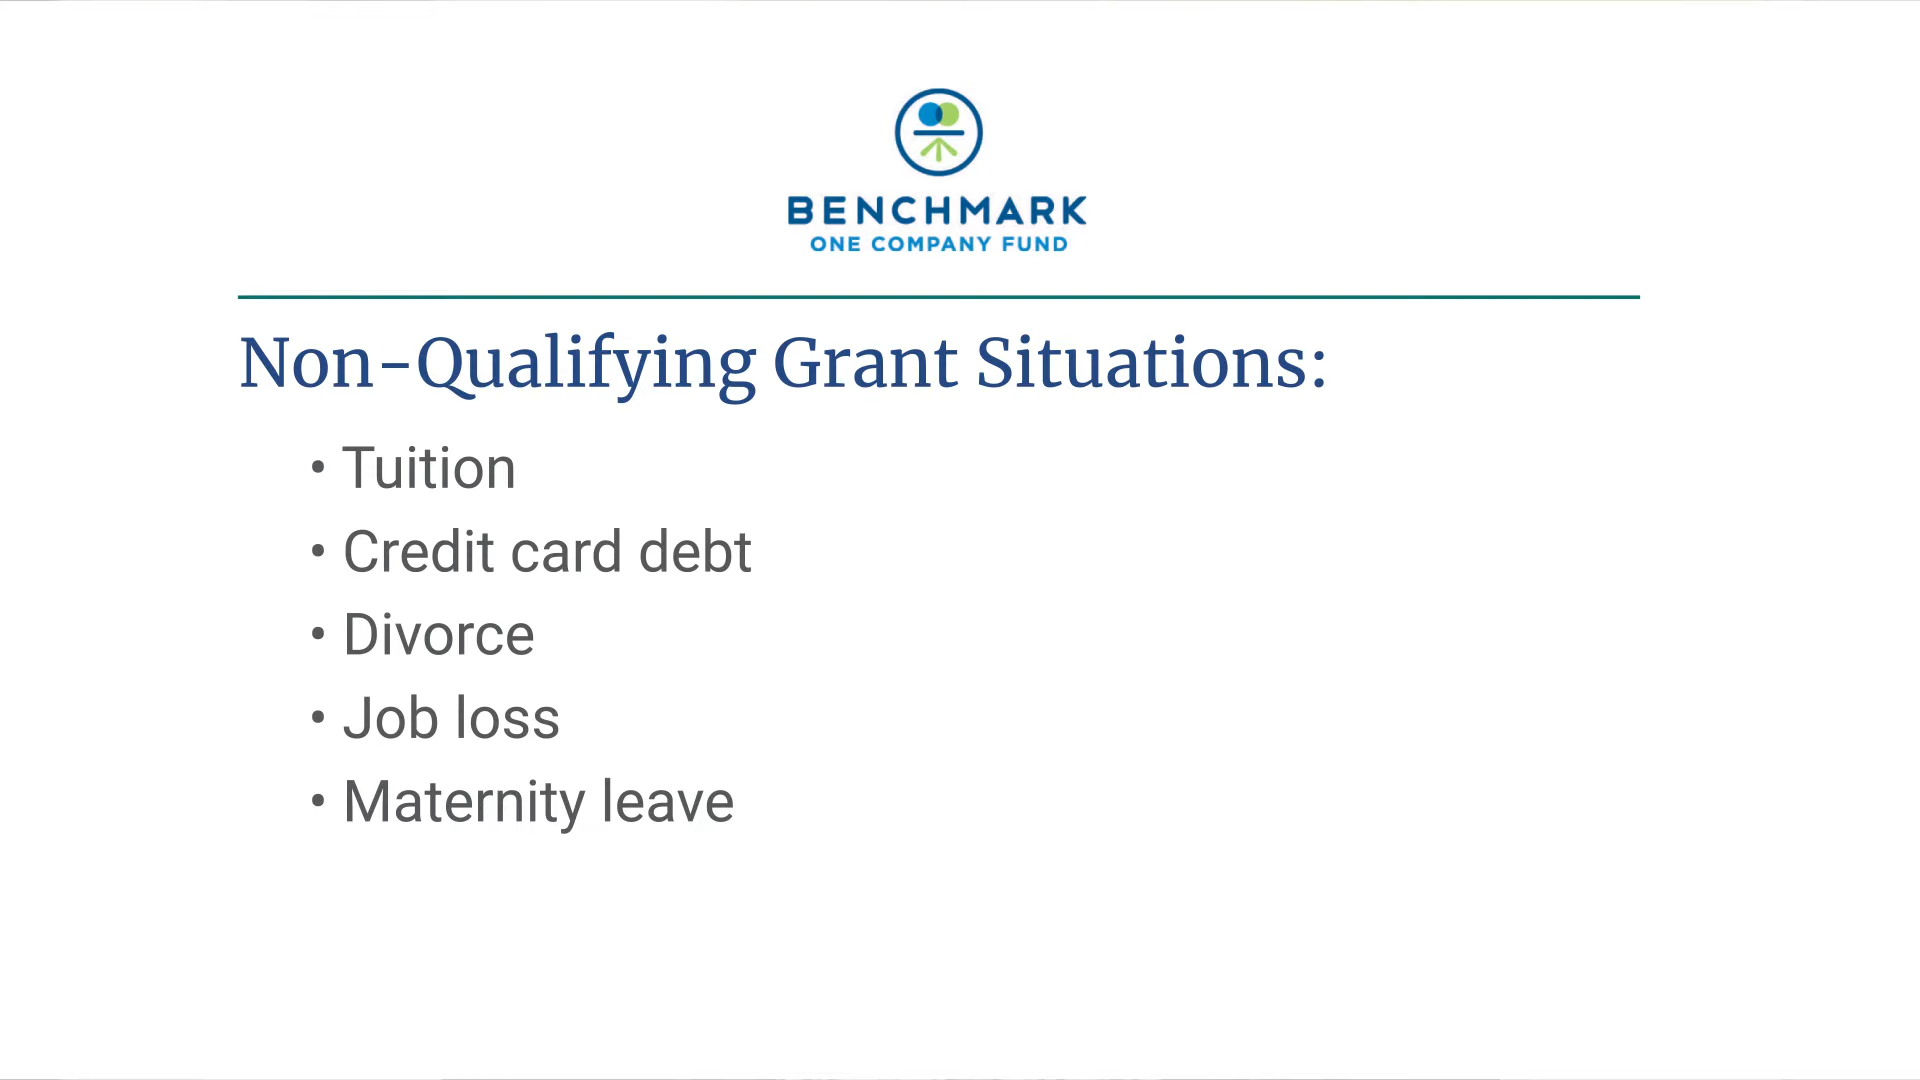 BENCHMARK
ONE COMPANY FUND
Non-Qualifying Grant Situations:
• Tuition
• Credit card debt
• Divorce
• Job loss
• Maternity leave